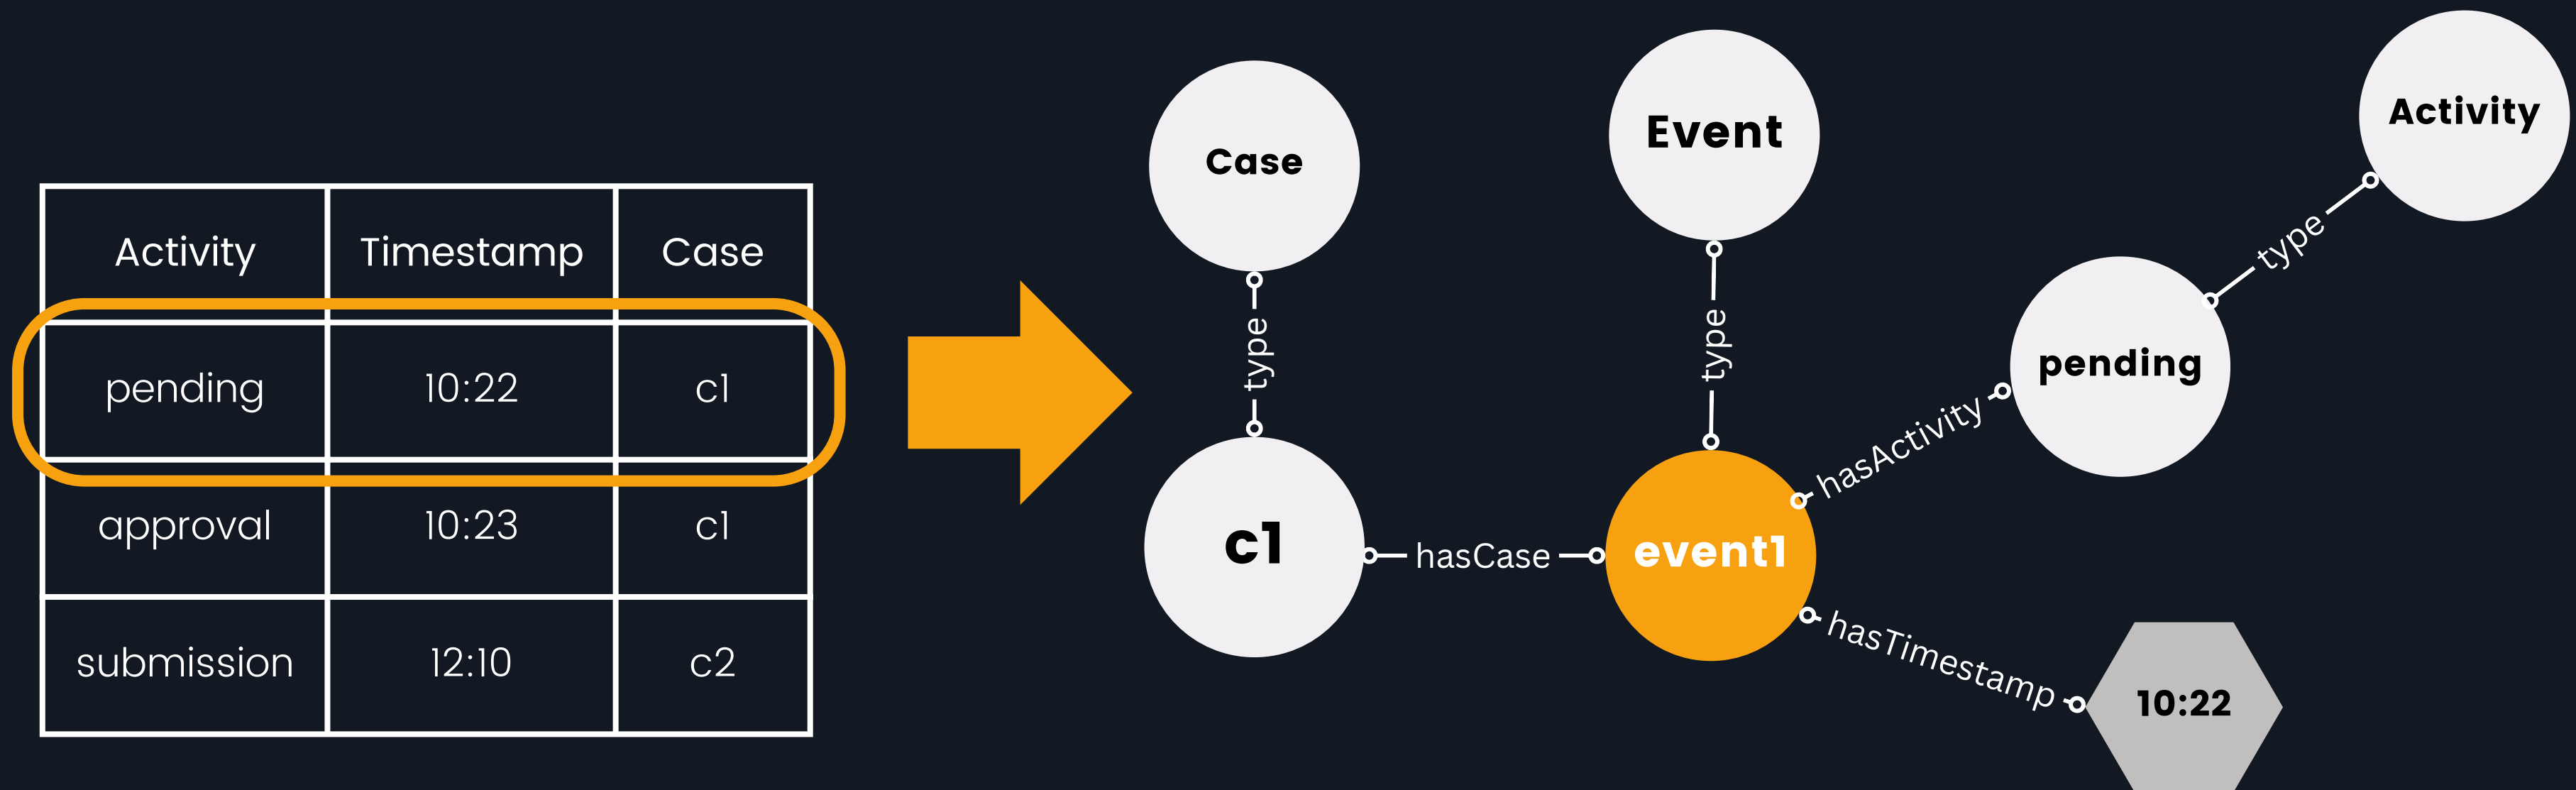 Activity Timestamp Case
pending 10:22 c1
approval 10:23 c1
submission 12:10 c2
Case
type
c1
hasCase
Event
type
event1
hasActivity
pending
type
Activity
hasTimestamp
10:22